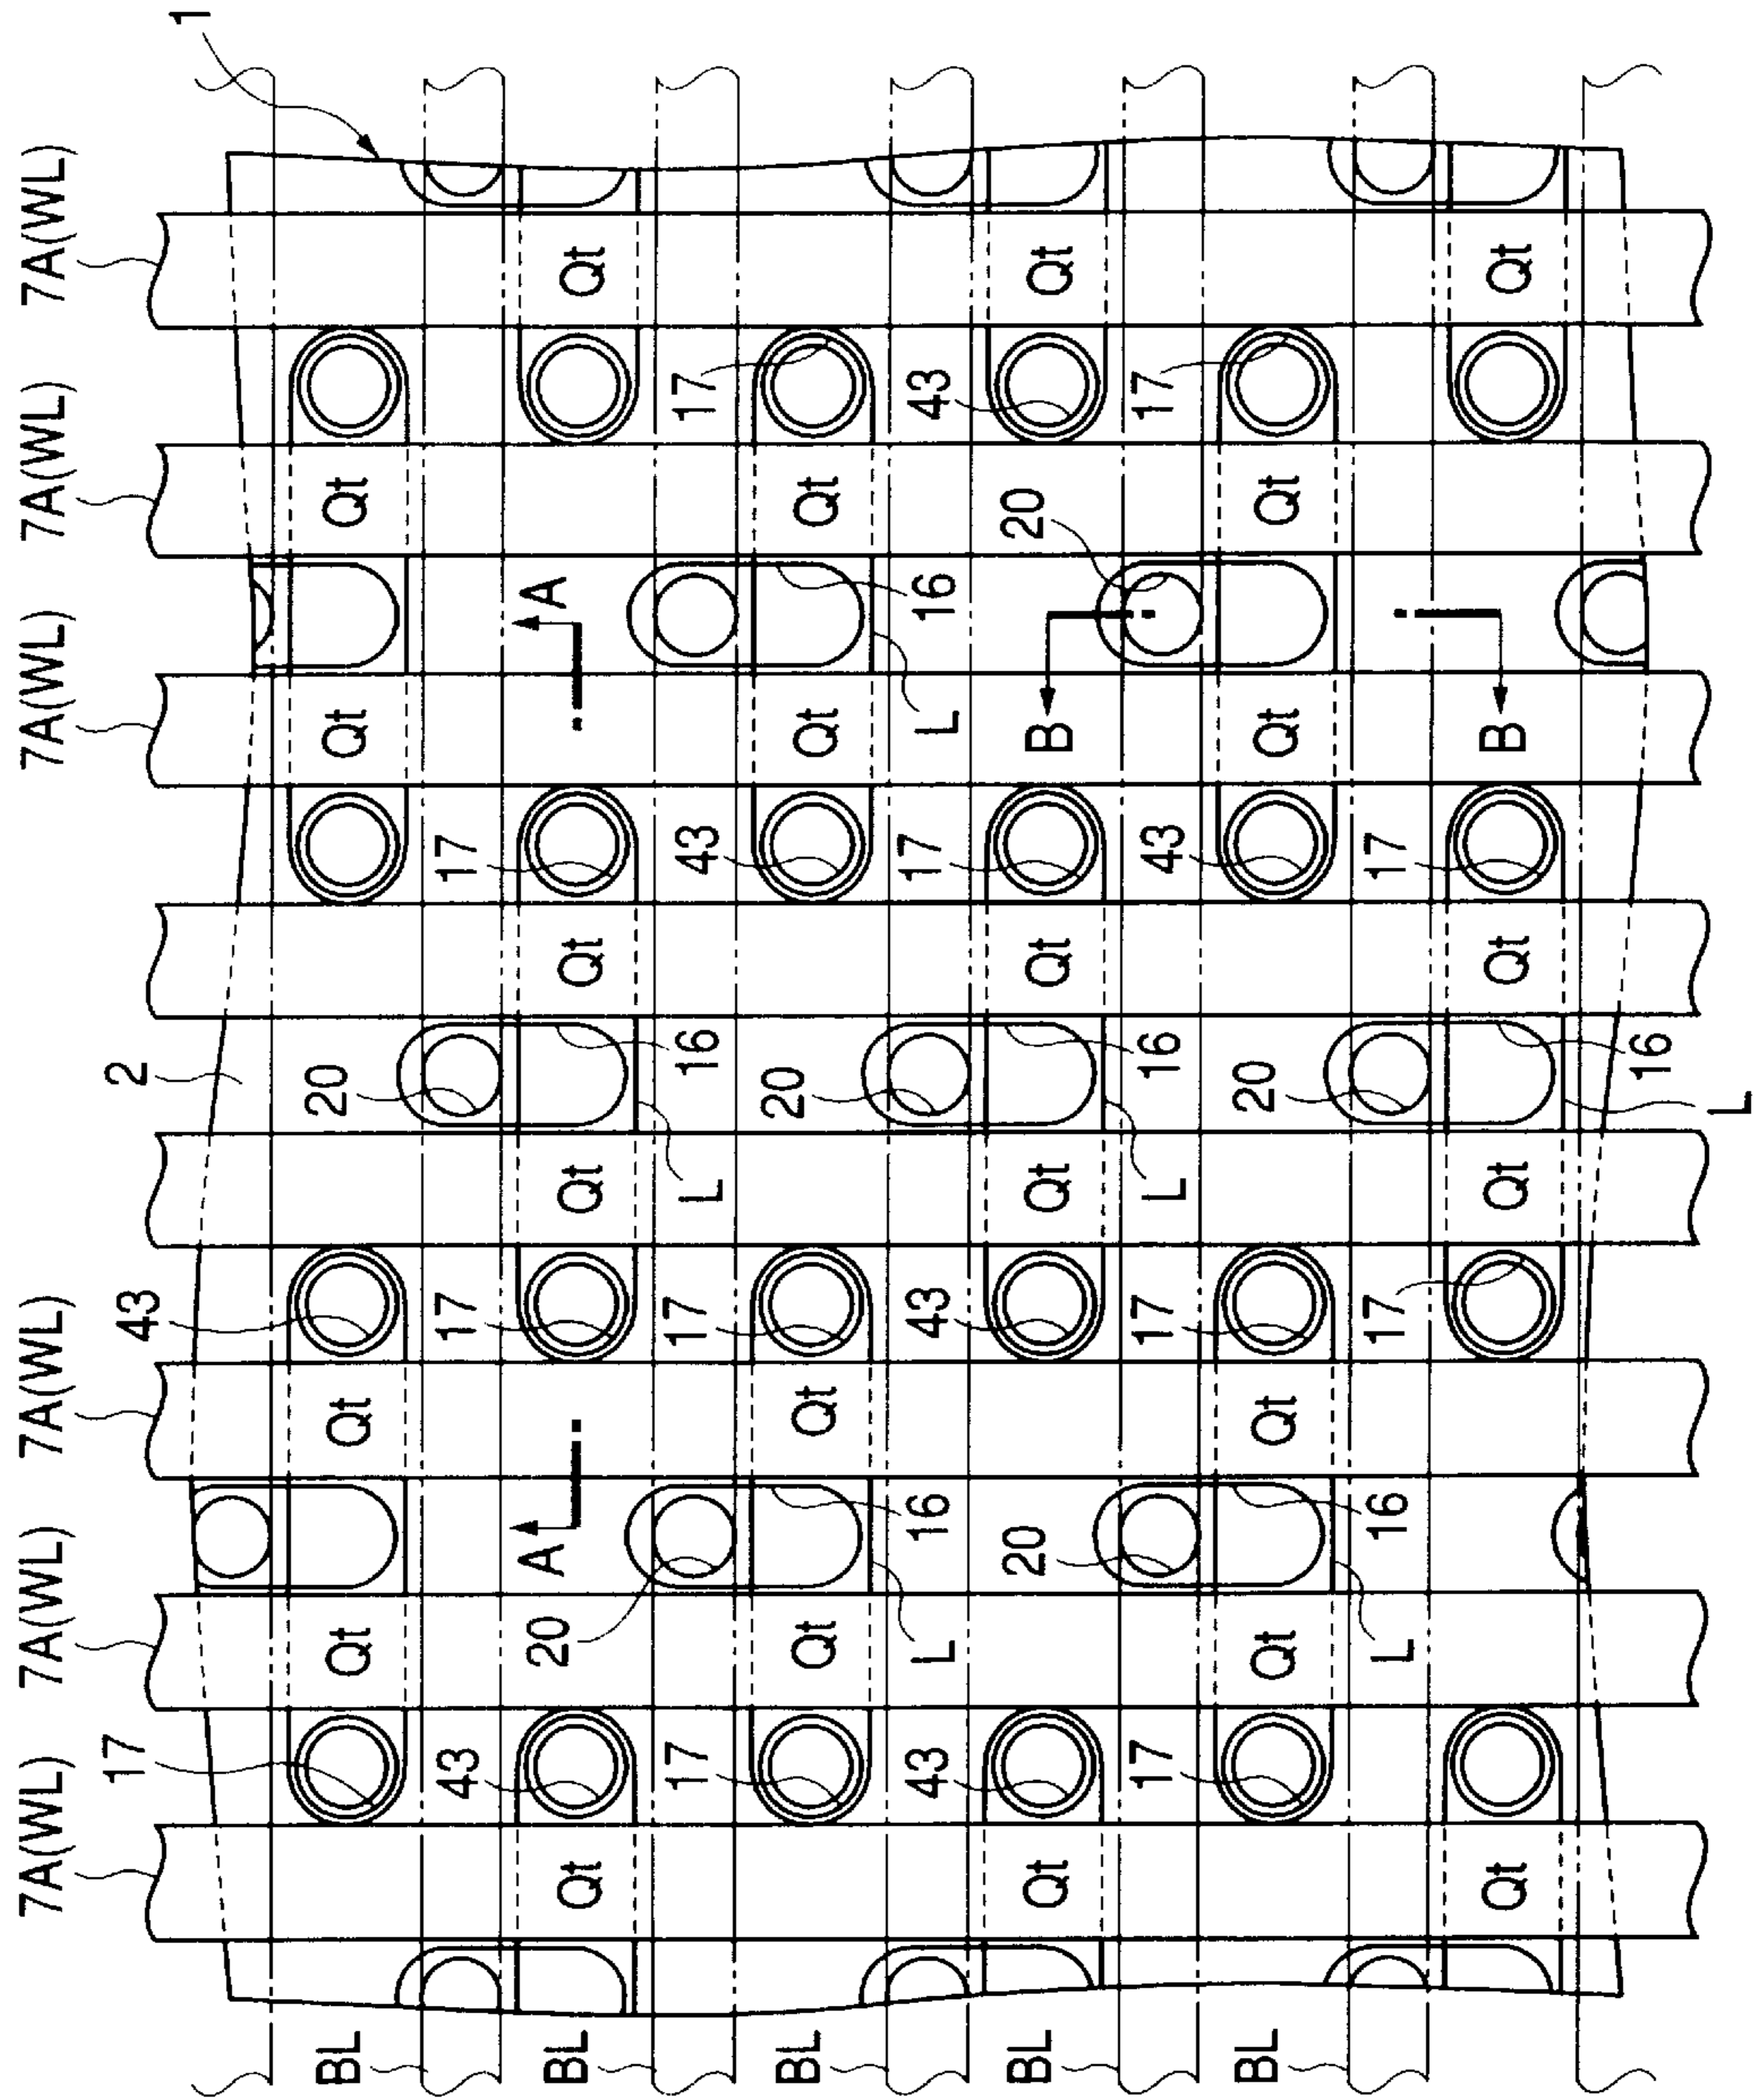 7A(WL) 7A(WL) 7A(WL) 7A(WL) 7A(WL) 7A(WL)
17 43 2 1
BL Qt Qt 20 Qt Qt
43 17 17
20 A A
BL Qt Qt Qt Qt
17 17 L 16 43 17
BL Qt Qt 20 Qt Qt
43 L 16 43 17 L 16 43
BL Qt 20 Qt Qt B 20 Qt
17 17 L 16 43 17
BL Qt Qt 20 Qt Qt
L 16 17 17
Qt Qt Qt B Qt
16
L